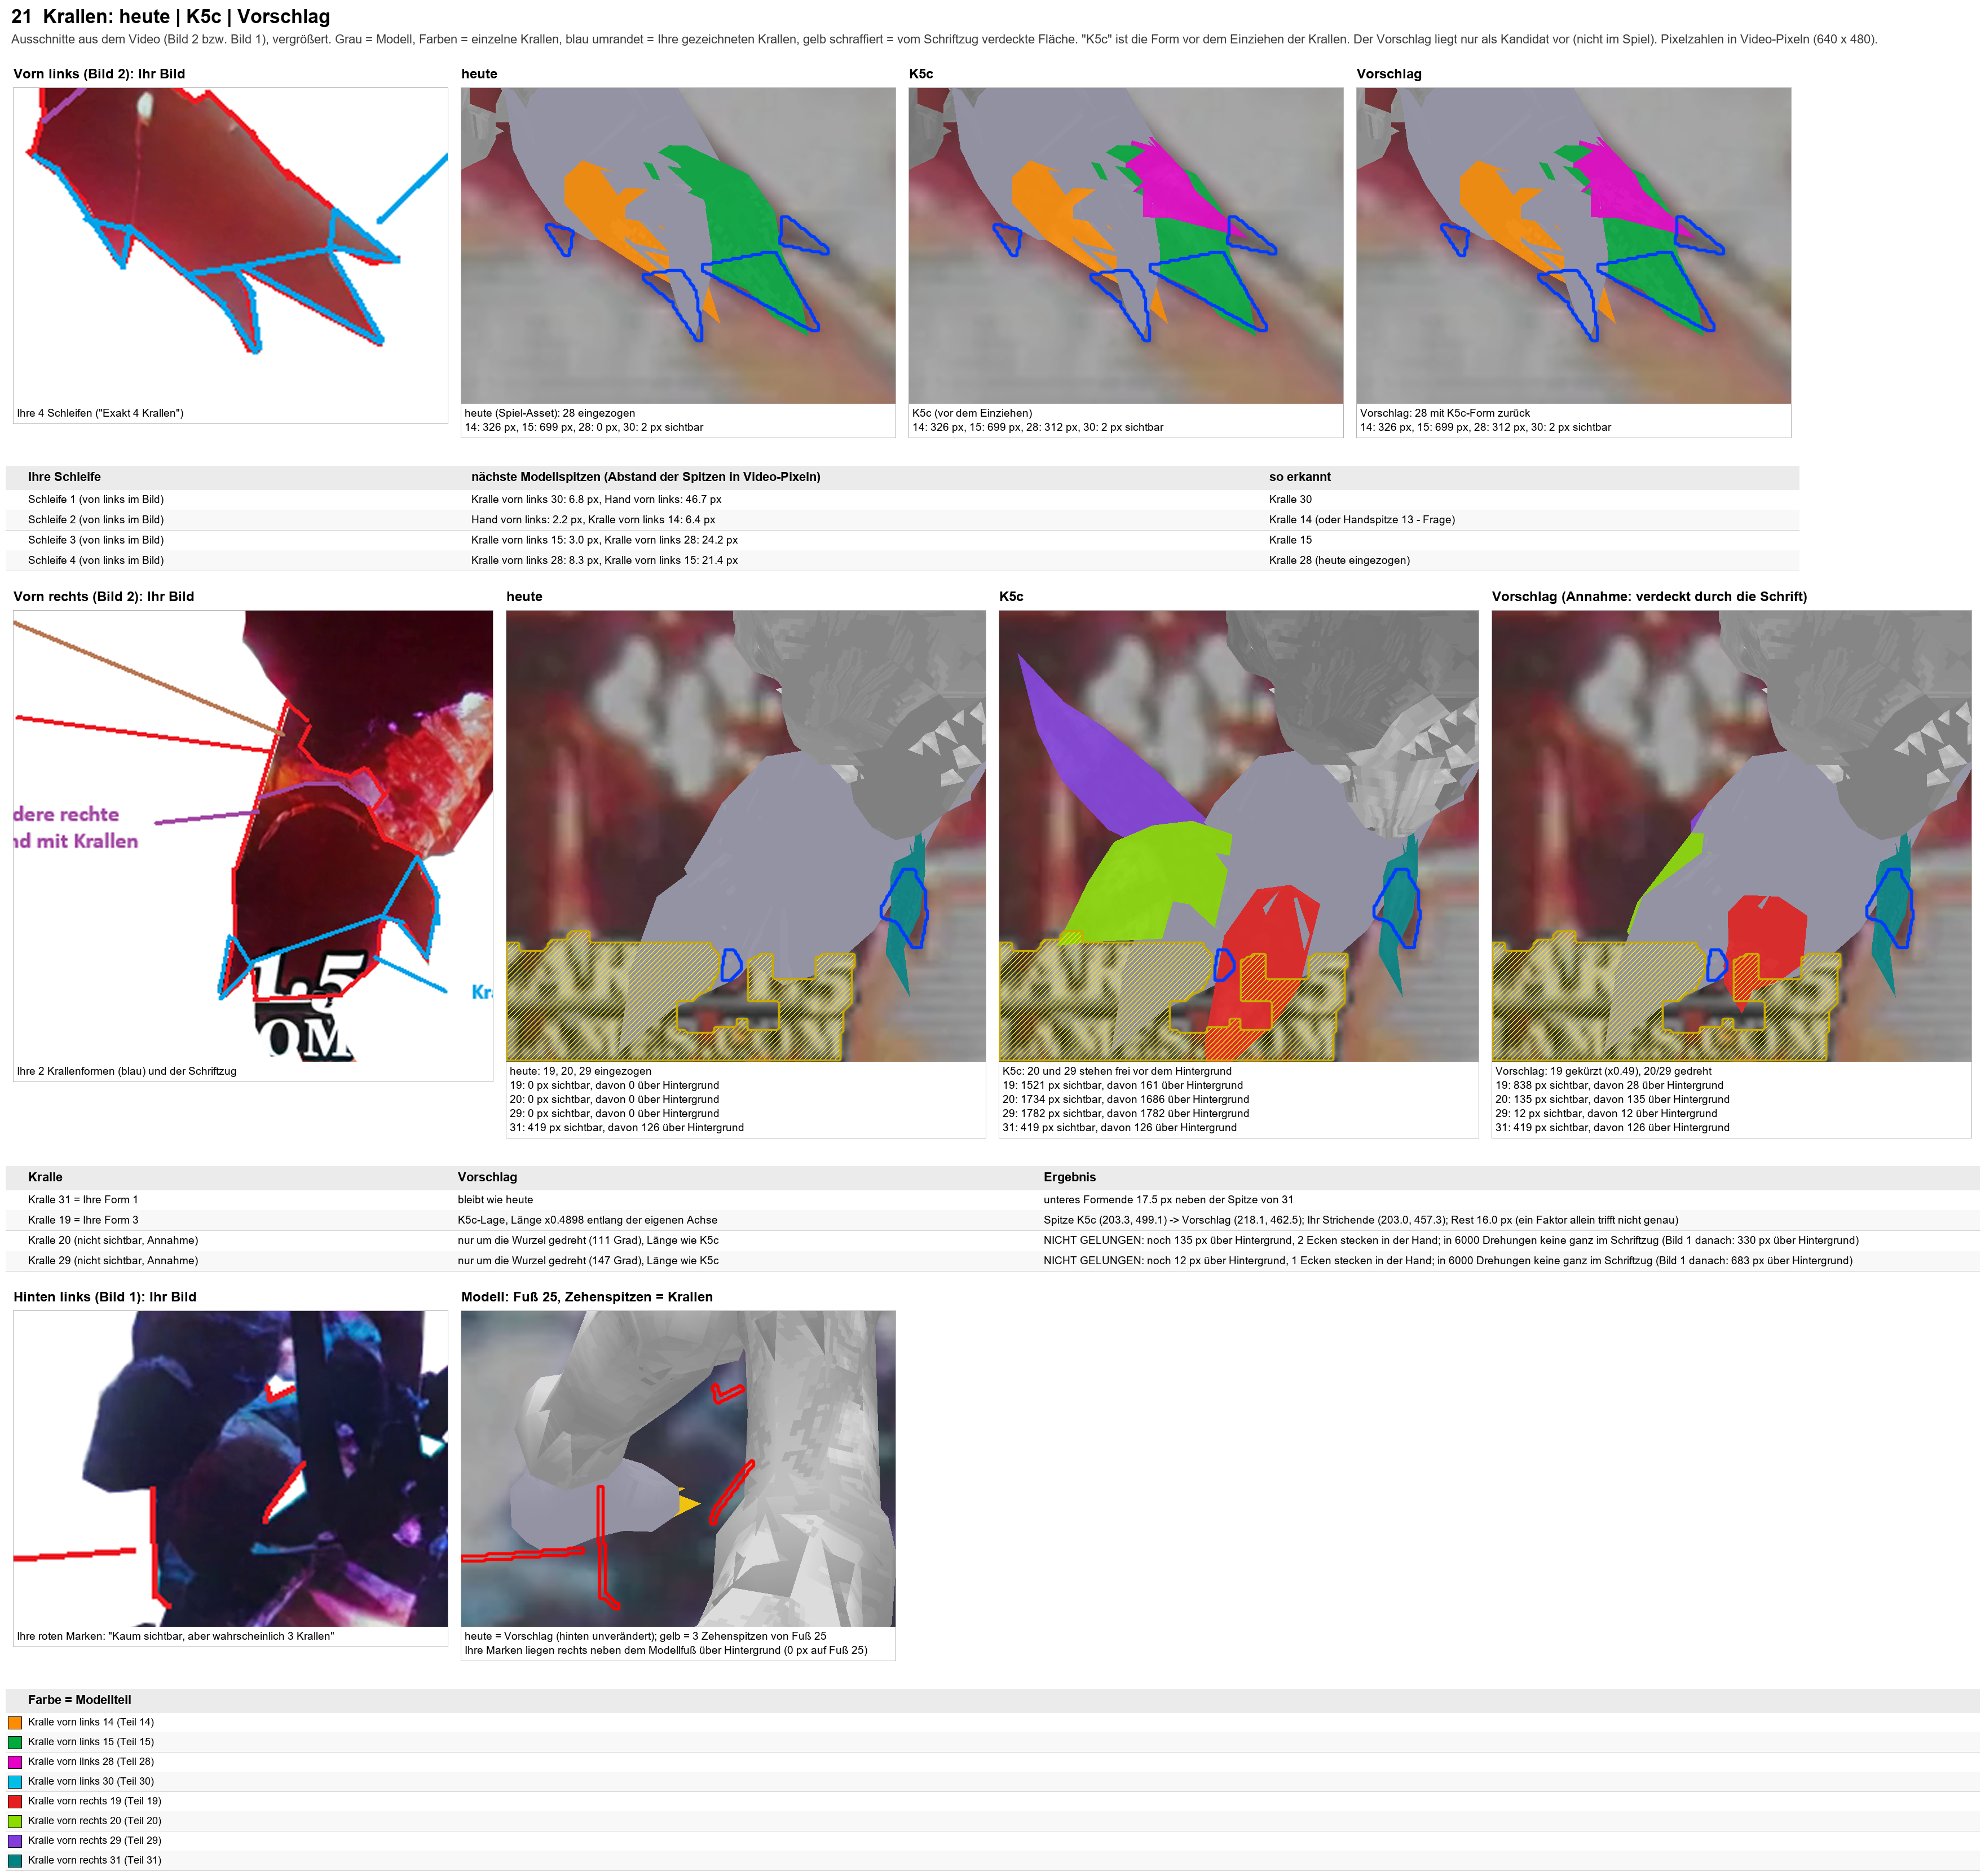 21 Krallen: heute | K5c | Vorschlag
Ausschnitte aus dem Video (Bild 2 bzw. Bild 1), vergrößert. Grau = Modell, Farben = einzelne Krallen, blau umrandet = Ihre gezeichneten Krallen, gelb schraffiert = vom Schriftzug verdeckte Fläche. "K5c" ist die Form vor dem Einziehen der Krallen. Der Vorschlag liegt nur als Kandidat vor (nicht im Spiel). Pixelzahlen in Video-Pixeln (640 x 480).
Vorn links (Bild 2): Ihr Bild
heute
K5c
Vorschlag
Ihre 4 Schleifen ("Exakt 4 Krallen")
heute (Spiel-Asset): 28 eingezogen
14: 326 px, 15: 699 px, 28: 0 px, 30: 2 px sichtbar
K5c (vor dem Einziehen)
14: 326 px, 15: 699 px, 28: 312 px, 30: 2 px sichtbar
Vorschlag: 28 mit K5c-Form zurück
14: 326 px, 15: 699 px, 28: 312 px, 30: 2 px sichtbar
Ihre Schleife nächste Modellspitzen (Abstand der Spitzen in Video-Pixeln) so erkannt
Schleife 1 (von links im Bild) Kralle vorn links 30: 6.8 px, Hand vorn links: 46.7 px Kralle 30
Schleife 2 (von links im Bild) Hand vorn links: 2.2 px, Kralle vorn links 14: 6.4 px Kralle 14 (oder Handspitze 13 - Frage)
Schleife 3 (von links im Bild) Kralle vorn links 15: 3.0 px, Kralle vorn links 28: 24.2 px Kralle 15
Schleife 4 (von links im Bild) Kralle vorn links 28: 8.3 px, Kralle vorn links 15: 21.4 px Kralle 28 (heute eingezogen)
Vorn rechts (Bild 2): Ihr Bild
heute
K5c
Vorschlag (Annahme: verdeckt durch die Schrift)
dere rechte
nd mit Krallen
1.5
OM
Kr
Ihre 2 Krallenformen (blau) und der Schriftzug
heute: 19, 20, 29 eingezogen
19: 0 px sichtbar, davon 0 über Hintergrund
20: 0 px sichtbar, davon 0 über Hintergrund
29: 0 px sichtbar, davon 0 über Hintergrund
31: 419 px sichtbar, davon 126 über Hintergrund
K5c: 20 und 29 stehen frei vor dem Hintergrund
19: 1521 px sichtbar, davon 161 über Hintergrund
20: 1734 px sichtbar, davon 1686 über Hintergrund
29: 1782 px sichtbar, davon 1782 über Hintergrund
31: 419 px sichtbar, davon 126 über Hintergrund
Vorschlag: 19 gekürzt (x0.49), 20/29 gedreht
19: 838 px sichtbar, davon 28 über Hintergrund
20: 135 px sichtbar, davon 135 über Hintergrund
29: 12 px sichtbar, davon 12 über Hintergrund
31: 419 px sichtbar, davon 126 über Hintergrund
Kralle Vorschlag Ergebnis
Kralle 31 = Ihre Form 1 bleibt wie heute unteres Formende 17.5 px neben der Spitze von 31
Kralle 19 = Ihre Form 3 K5c-Lage, Länge x0.4898 entlang der eigenen Achse Spitze K5c (203.3, 499.1) -> Vorschlag (218.1, 462.5); Ihr Strichende (203.0, 457.3); Rest 16.0 px (ein Faktor allein trifft nicht genau)
Kralle 20 (nicht sichtbar, Annahme) nur um die Wurzel gedreht (111 Grad), Länge wie K5c NICHT GELUNGEN: noch 135 px über Hintergrund, 2 Ecken stecken in der Hand; in 6000 Drehungen keine ganz im Schriftzug (Bild 1 danach: 330 px über Hintergrund)
Kralle 29 (nicht sichtbar, Annahme) nur um die Wurzel gedreht (147 Grad), Länge wie K5c NICHT GELUNGEN: noch 12 px über Hintergrund, 1 Ecken stecken in der Hand; in 6000 Drehungen keine ganz im Schriftzug (Bild 1 danach: 683 px über Hintergrund)
Hinten links (Bild 1): Ihr Bild
Modell: Fuß 25, Zehenspitzen = Krallen
Ihre roten Marken: "Kaum sichtbar, aber wahrscheinlich 3 Krallen"
heute = Vorschlag (hinten unverändert); gelb = 3 Zehenspitzen von Fuß 25
Ihre Marken liegen rechts neben dem Modellfuß über Hintergrund (0 px auf Fuß 25)
Farbe = Modellteil
Kralle vorn links 14 (Teil 14)
Kralle vorn links 15 (Teil 15)
Kralle vorn links 28 (Teil 28)
Kralle vorn links 30 (Teil 30)
Kralle vorn rechts 19 (Teil 19)
Kralle vorn rechts 20 (Teil 20)
Kralle vorn rechts 29 (Teil 29)
Kralle vorn rechts 31 (Teil 31)